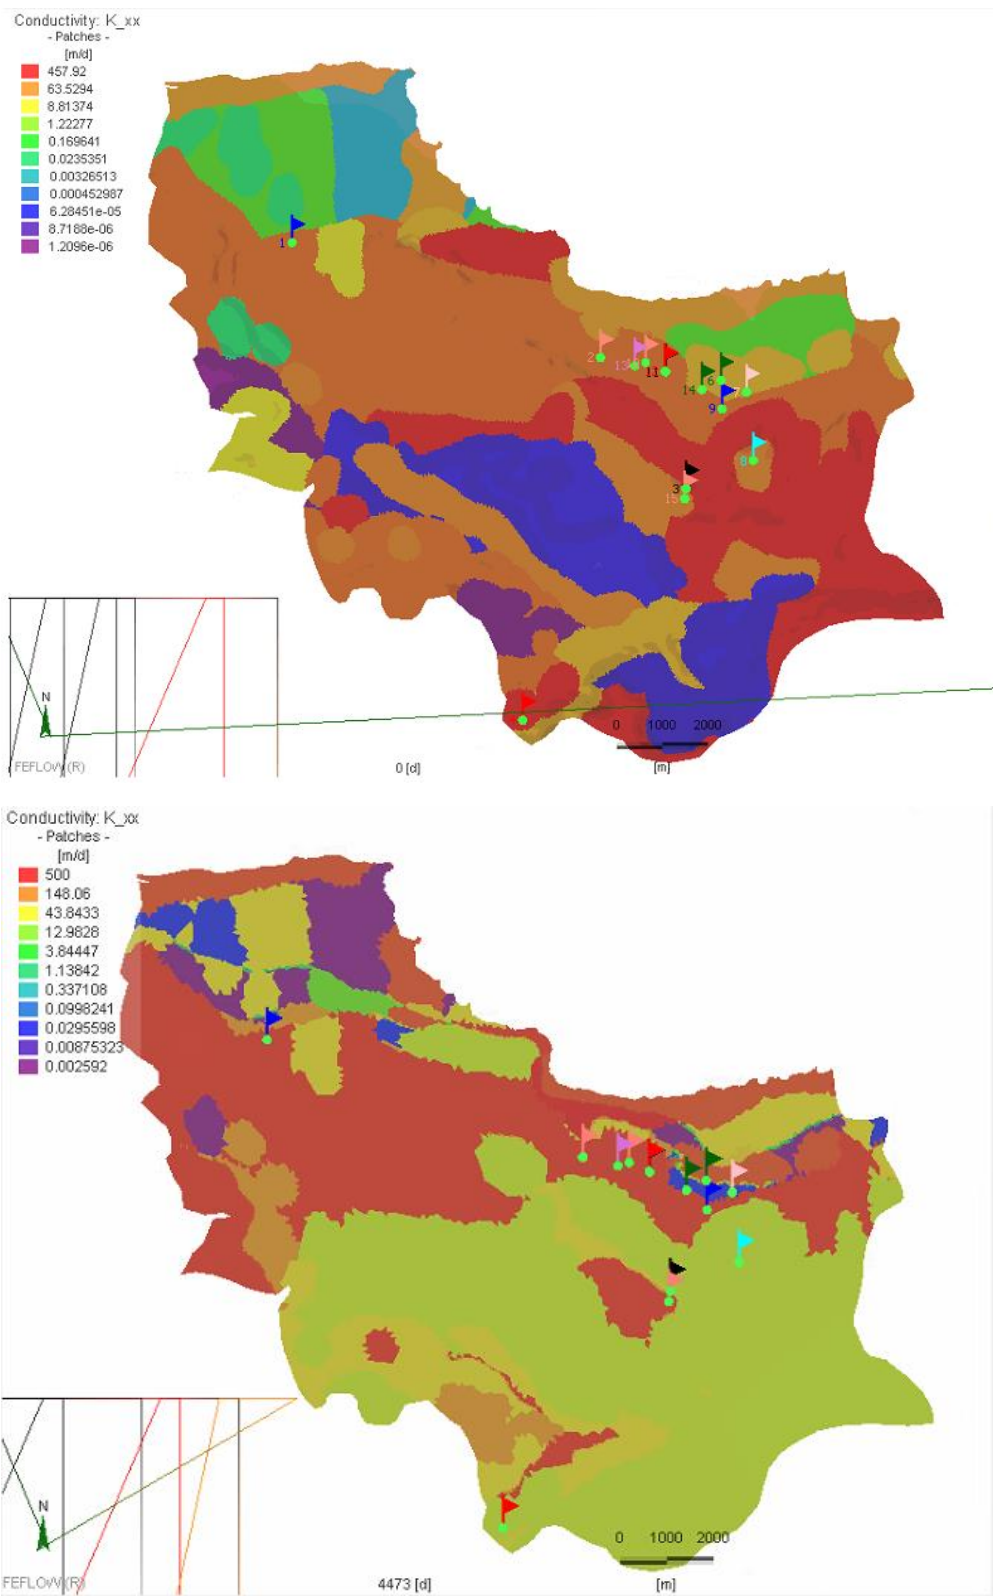 Conductivity: K_xx
- Patches -
[m/d]
457.92
63.5294
8.81374
1.22277
0.169641
0.0235351
0.00326513
0.000452987
6.28451e-05
8.7188e-06
1.2096e-06
1
2
13
11
14
6
7
9
8
3
15
N
0 1000 2000
FEFLOW (R)
0 [d]
[m]
Conductivity: K_xx
- Patches -
[m/d]
500
148.06
43.8433
12.9828
3.84447
1.13842
0.337108
0.0998241
0.0295598
0.00875323
0.002592
N
0 1000 2000
FEFLOW (R)
4473 [d]
[m]